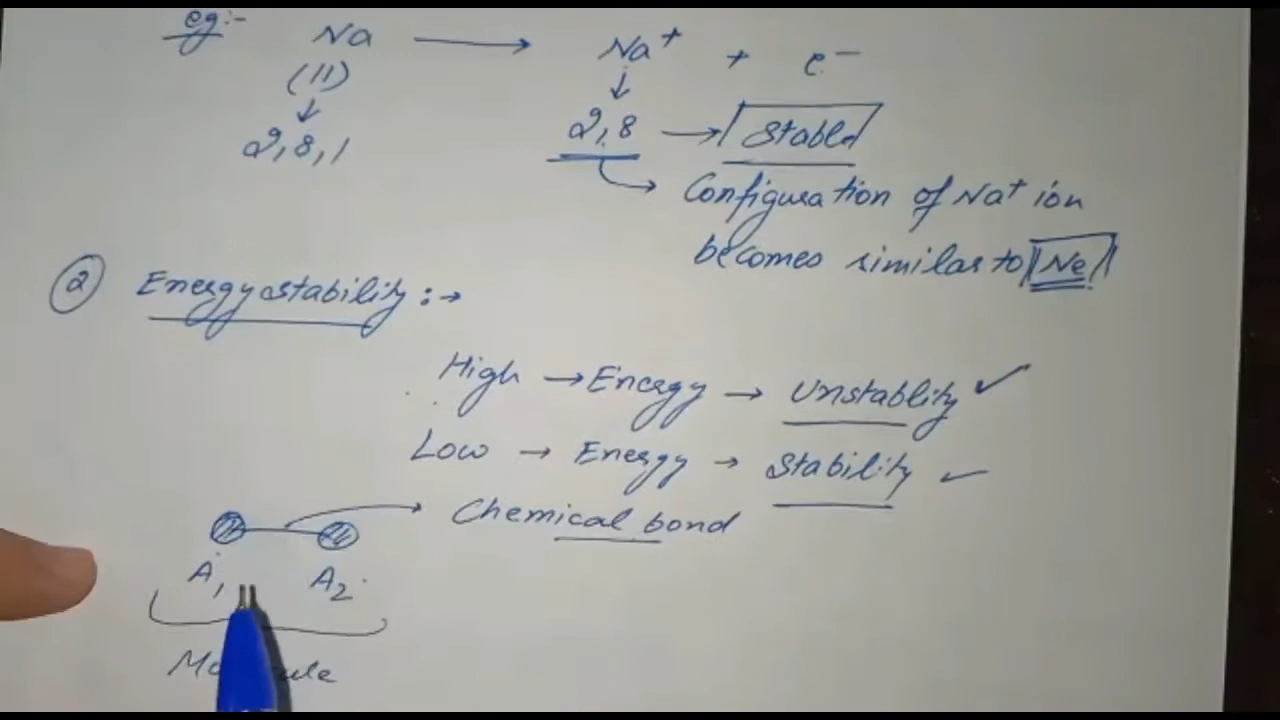 eg:-
Na → Na⁺ + e⁻
(11) ↓
↓ 2,8 → Stable
2,8,1
Configuration of Na⁺ ion
becomes similar to Ne
② Energy stability :→
High → Energy → Unstablity ✓
Low → Energy → Stability ✓
Chemical bond
A₁ A₂